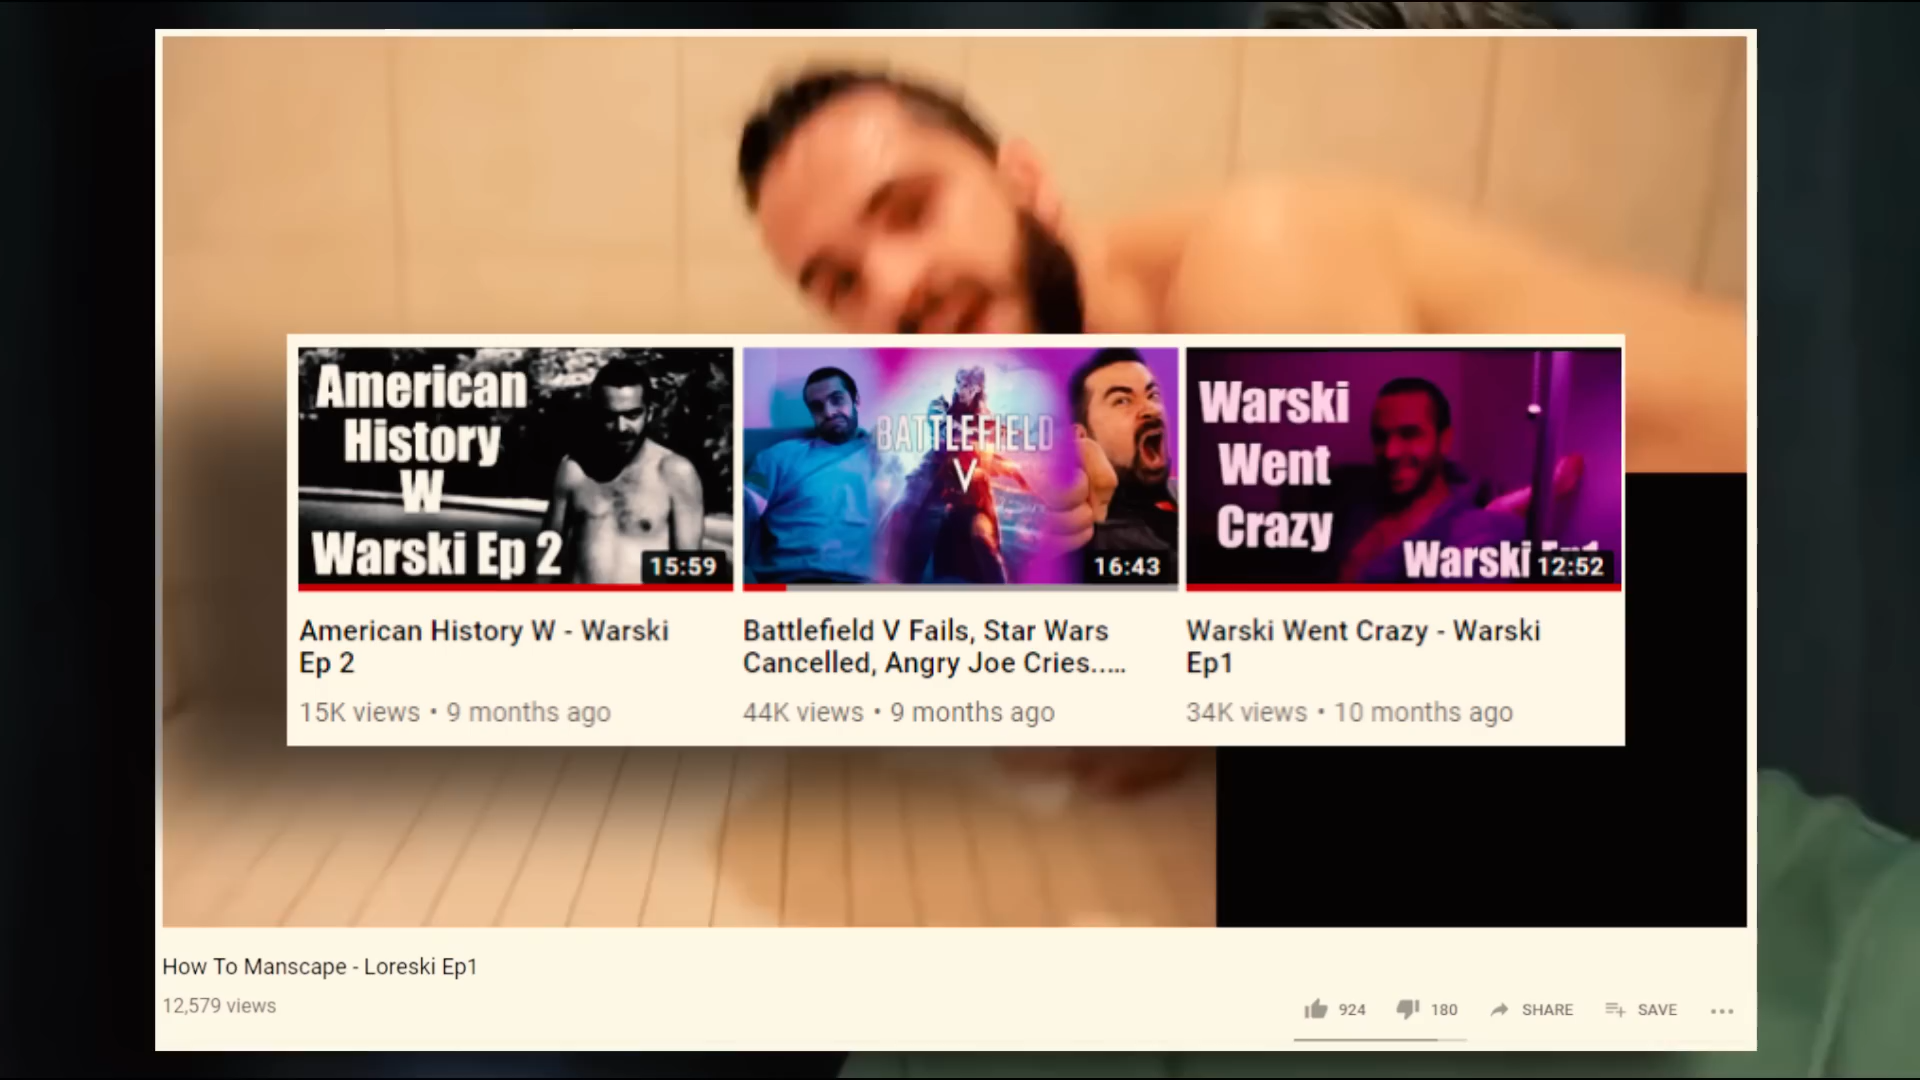 American
History
W
Warski Ep 2
15:59
BATTLEFIELD
V
16:43
Warski
Went
Crazy
Warski
12:52
American History W - Warski
Ep 2
15K views • 9 months ago
Battlefield V Fails, Star Wars
Cancelled, Angry Joe Cries.....
44K views • 9 months ago
Warski Went Crazy - Warski
Ep1
34K views • 10 months ago
How To Manscape - Loreski Ep1
12,579 views
924
180
SHARE
SAVE